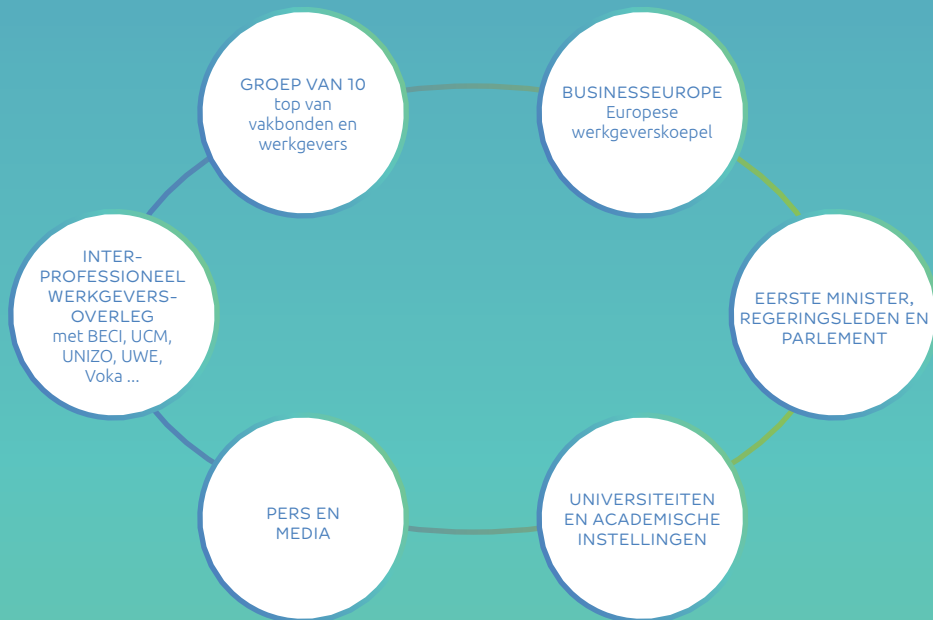 GROEP VAN 10
top van
vakbonden en
werkgevers
BUSINESSEUROPE
Europese
werkgeverskoepel
INTER-
PROFESSIONEEL
WERKGEVERS-
OVERLEG
met BECI, UCM,
UNIZO, UWE,
Voka ...
EERSTE MINISTER,
REGERINGSLEDEN EN
PARLEMENT
PERS EN
MEDIA
UNIVERSITEITEN
EN ACADEMISCHE
INSTELLINGEN